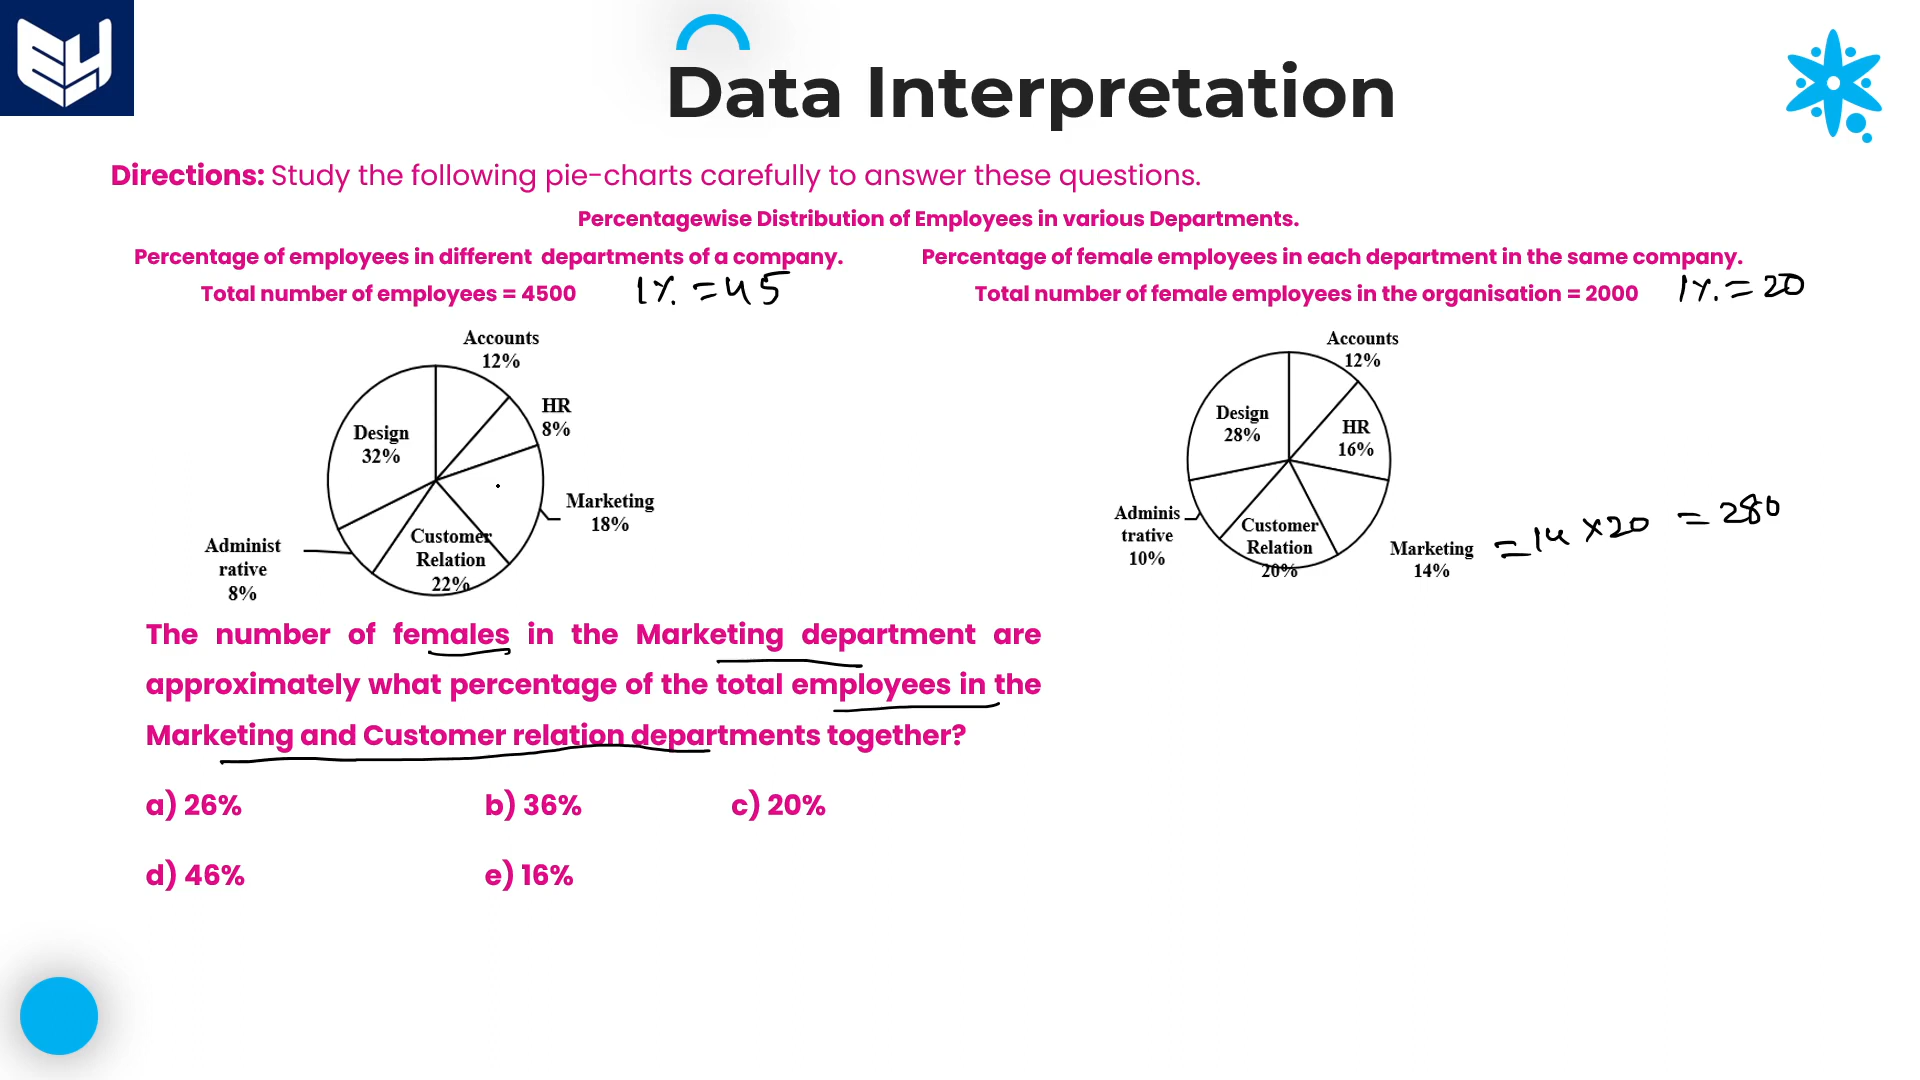 Data Interpretation
Directions: Study the following pie-charts carefully to answer these questions.
Percentagewise Distribution of Employees in various Departments.
Percentage of employees in different departments of a company.
Total number of employees = 4500
1%. = 45
Percentage of female employees in each department in the same company.
Total number of female employees in the organisation = 2000
1%. = 20
Accounts
12%
HR
8%
Design
32%
Marketing
18%
Customer
Relation
22%
Administ
rative
8%
Accounts
12%
Design
28%
HR
16%
Adminis
trative
10%
Customer
Relation
20%
Marketing
14%
= 14 × 20 = 280
The number of females in the Marketing department are
approximately what percentage of the total employees in the
Marketing and Customer relation departments together?
a) 26% b) 36% c) 20%
d) 46% e) 16%